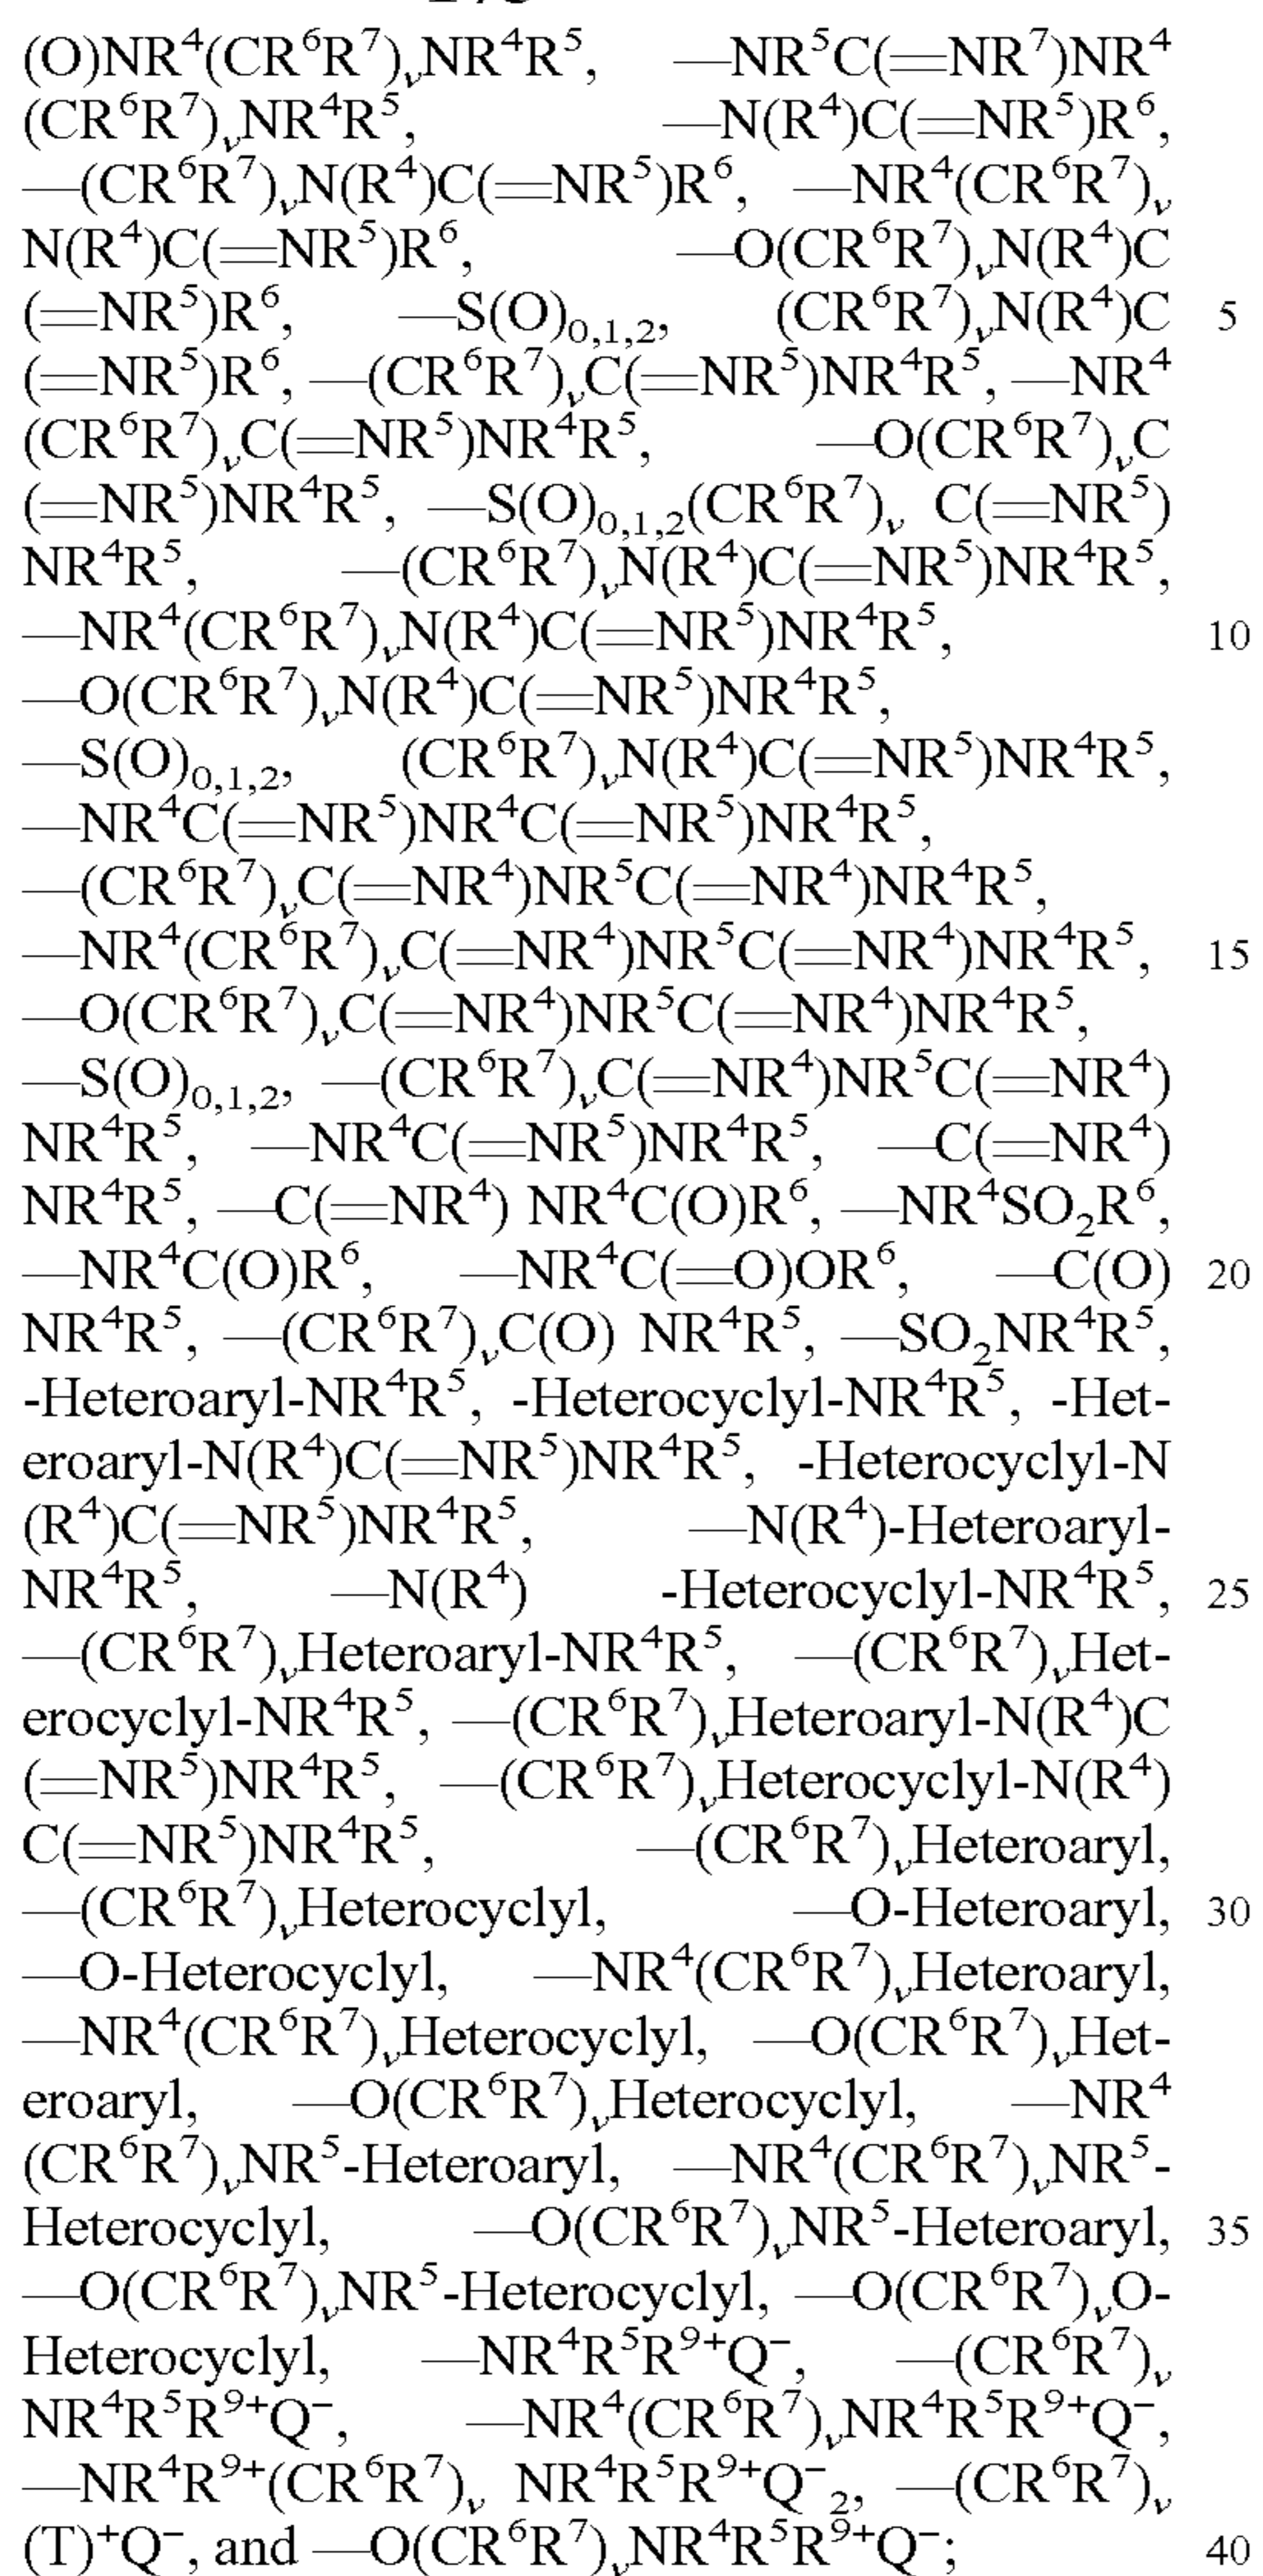 (O)NR⁴(CR⁶R⁷)ᵥNR⁴R⁵, —NR⁵C(═NR⁷)NR⁴
(CR⁶R⁷)ᵥNR⁴R⁵, —N(R⁴)C(═NR⁵)R⁶,
—(CR⁶R⁷)ᵥN(R⁴)C(═NR⁵)R⁶, —NR⁴(CR⁶R⁷)ᵥ
N(R⁴)C(═NR⁵)R⁶, —O(CR⁶R⁷)ᵥN(R⁴)C
(═NR⁵)R⁶, —S(O)₀,₁,₂, (CR⁶R⁷)ᵥN(R⁴)C 5
(═NR⁵)R⁶, —(CR⁶R⁷)ᵥC(═NR⁵)NR⁴R⁵, —NR⁴
(CR⁶R⁷)ᵥC(═NR⁵)NR⁴R⁵, —O(CR⁶R⁷)ᵥC
(═NR⁵)NR⁴R⁵, —S(O)₀,₁,₂(CR⁶R⁷)ᵥ C(═NR⁵)
NR⁴R⁵, —(CR⁶R⁷)ᵥN(R⁴)C(═NR⁵)NR⁴R⁵,
—NR⁴(CR⁶R⁷)ᵥN(R⁴)C(═NR⁵)NR⁴R⁵, 10
—O(CR⁶R⁷)ᵥN(R⁴)C(═NR⁵)NR⁴R⁵,
—S(O)₀,₁,₂, (CR⁶R⁷)ᵥN(R⁴)C(═NR⁵)NR⁴R⁵,
—NR⁴C(═NR⁵)NR⁴C(═NR⁵)NR⁴R⁵,
—(CR⁶R⁷)ᵥC(═NR⁴)NR⁵C(═NR⁴)NR⁴R⁵,
—NR⁴(CR⁶R⁷)ᵥC(═NR⁴)NR⁵C(═NR⁴)NR⁴R⁵, 15
—O(CR⁶R⁷)ᵥC(═NR⁴)NR⁵C(═NR⁴)NR⁴R⁵,
—S(O)₀,₁,₂, —(CR⁶R⁷)ᵥC(═NR⁴)NR⁵C(═NR⁴)
NR⁴R⁵, —NR⁴C(═NR⁵)NR⁴R⁵, —C(═NR⁴)
NR⁴R⁵, —C(═NR⁴) NR⁴C(O)R⁶, —NR⁴SO₂R⁶,
—NR⁴C(O)R⁶, —NR⁴C(═O)OR⁶, —C(O) 20
NR⁴R⁵, —(CR⁶R⁷)ᵥC(O) NR⁴R⁵, —SO₂NR⁴R⁵,
-Heteroaryl-NR⁴R⁵, -Heterocyclyl-NR⁴R⁵, -Het-
eroaryl-N(R⁴)C(═NR⁵)NR⁴R⁵, -Heterocyclyl-N
(R⁴)C(═NR⁵)NR⁴R⁵, —N(R⁴)-Heteroaryl-
NR⁴R⁵, —N(R⁴) -Heterocyclyl-NR⁴R⁵, 25
—(CR⁶R⁷)ᵥHeteroaryl-NR⁴R⁵, —(CR⁶R⁷)ᵥHet-
erocyclyl-NR⁴R⁵, —(CR⁶R⁷)ᵥHeteroaryl-N(R⁴)C
(═NR⁵)NR⁴R⁵, —(CR⁶R⁷)ᵥHeterocyclyl-N(R⁴)
C(═NR⁵)NR⁴R⁵, —(CR⁶R⁷)ᵥHeteroaryl,
—(CR⁶R⁷)ᵥHeterocyclyl, —O-Heteroaryl, 30
—O-Heterocyclyl, —NR⁴(CR⁶R⁷)ᵥHeteroaryl,
—NR⁴(CR⁶R⁷)ᵥHeterocyclyl, —O(CR⁶R⁷)ᵥHet-
eroaryl, —O(CR⁶R⁷)ᵥHeterocyclyl, —NR⁴
(CR⁶R⁷)ᵥNR⁵-Heteroaryl, —NR⁴(CR⁶R⁷)ᵥNR⁵-
Heterocyclyl, —O(CR⁶R⁷)ᵥNR⁵-Heteroaryl, 35
—O(CR⁶R⁷)ᵥNR⁵-Heterocyclyl, —O(CR⁶R⁷)ᵥO-
Heterocyclyl, —NR⁴R⁵R⁹⁺Q⁻, —(CR⁶R⁷)ᵥ
NR⁴R⁵R⁹⁺Q⁻, —NR⁴(CR⁶R⁷)ᵥNR⁴R⁵R⁹⁺Q⁻,
—NR⁴R⁹⁺(CR⁶R⁷)ᵥ NR⁴R⁵R⁹⁺Q⁻₂, —(CR⁶R⁷)ᵥ
(T)⁺Q⁻, and —O(CR⁶R⁷)ᵥNR⁴R⁵R⁹⁺Q⁻; 40